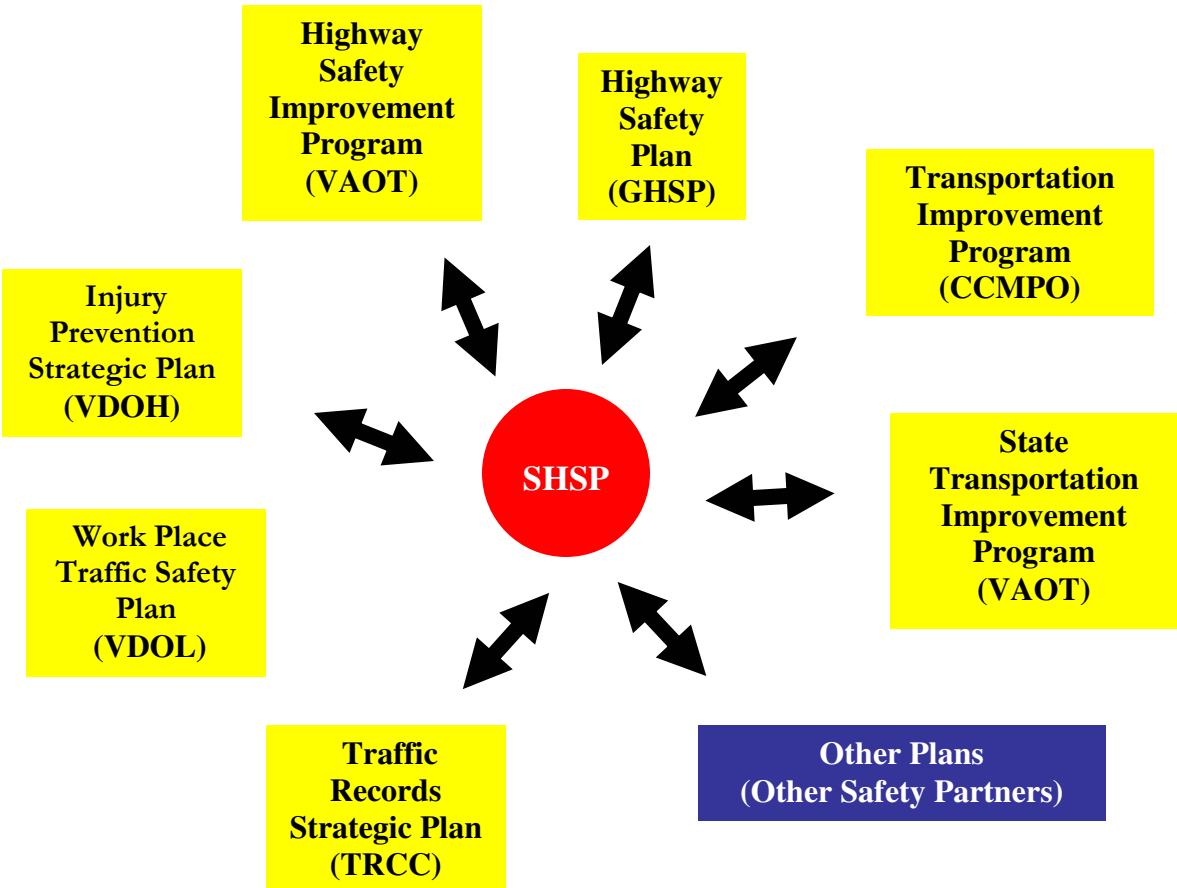 Highway
Safety
Improvement
Program
(VAOT)
Highway
Safety
Plan
(GHSP)
Transportation
Improvement
Program
(CCMPO)
Injury
Prevention
Strategic Plan
(VDOH)
SHSP
State
Transportation
Improvement
Program
(VAOT)
Work Place
Traffic Safety
Plan
(VDOL)
Traffic
Records
Strategic Plan
(TRCC)
Other Plans
(Other Safety Partners)